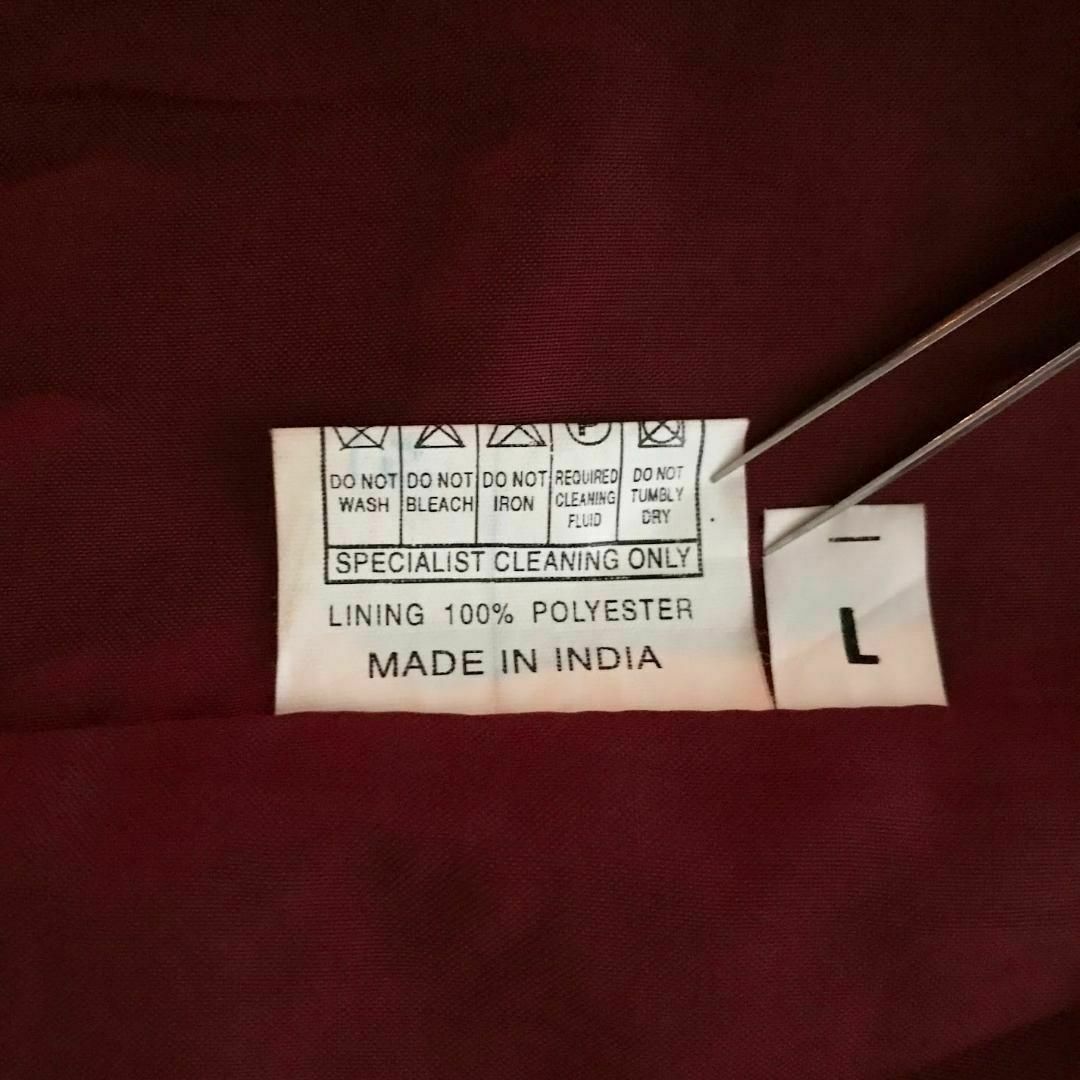 P
DO NOT WASH
DO NOT BLEACH
DO NOT IRON
REQUIRED CLEANING FLUID
DO NOT TUMBLY DRY
SPECIALIST CLEANING ONLY
LINING 100% POLYESTER
MADE IN INDIA
L